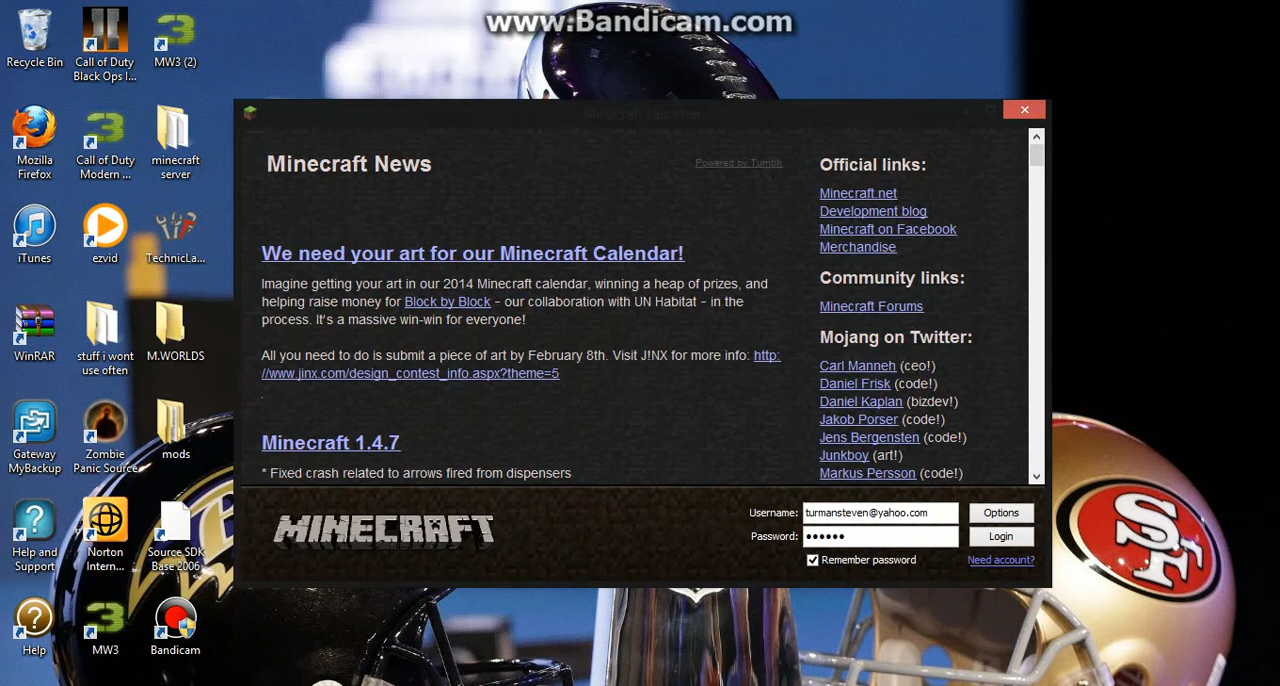 www.Bandicam.com
Recycle Bin
Call of Duty
Black Ops I...
MW3 (2)
Mozilla
Firefox
Call of Duty
Modern ...
minecraft
server
iTunes
ezvid
TechnicLa...
WinRAR
stuff i wont
use often
M.WORLDS
Gateway
MyBackup
Zombie
Panic Source
mods
Help and
Support
Norton
Intern...
Source SDK
Base 2006
Help
MW3
Bandicam
Minecraft Launcher
Minecraft News
Powered by Tumblr
We need your art for our Minecraft Calendar!
Imagine getting your art in our 2014 Minecraft calendar, winning a heap of prizes, and
helping raise money for Block by Block – our collaboration with UN Habitat – in the
process. It's a massive win-win for everyone!
All you need to do is submit a piece of art by February 8th. Visit J!NX for more info: http:
//www.jinx.com/design_contest_info.aspx?theme=5
.
Minecraft 1.4.7
* Fixed crash related to arrows fired from dispensers
Official links:
Minecraft.net
Development blog
Minecraft on Facebook
Merchandise
Community links:
Minecraft Forums
Mojang on Twitter:
Carl Manneh (ceo!)
Daniel Frisk (code!)
Daniel Kaplan (bizdev!)
Jakob Porser (code!)
Jens Bergensten (code!)
Junkboy (art!)
Markus Persson (code!)
MINECRAFT
Username: turmansteven@yahoo.com
Options
Password: ••••••
Login
Remember password
Need account?
SF